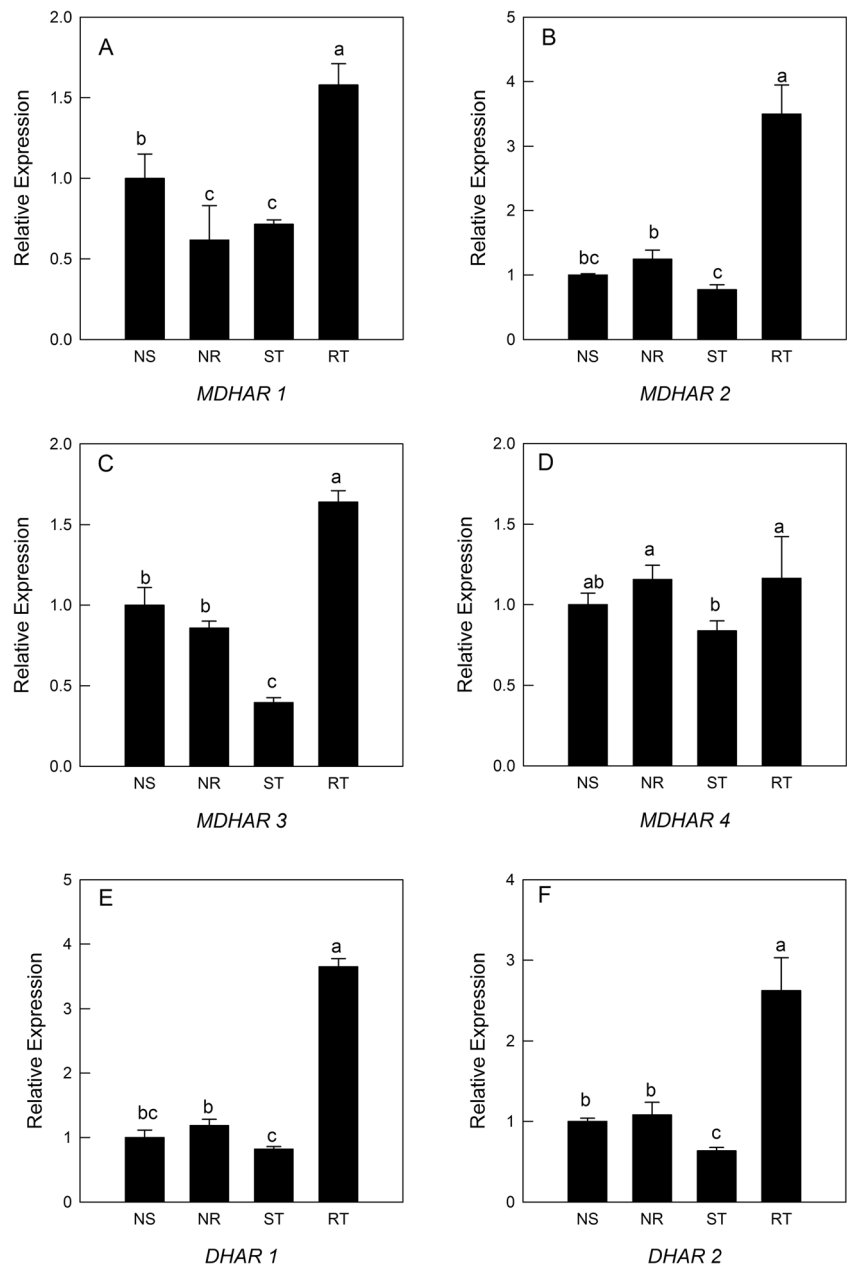 A
Relative Expression
2.0
1.5
1.0
0.5
0.0
b
c
c
a
NS NR ST RT
MDHAR 1
B
Relative Expression
5
4
3
2
1
0
bc
b
c
a
NS NR ST RT
MDHAR 2
C
Relative Expression
2.0
1.5
1.0
0.5
0.0
b
b
c
a
NS NR ST RT
MDHAR 3
D
Relative Expression
2.0
1.5
1.0
0.5
0.0
ab
a
b
a
NS NR ST RT
MDHAR 4
E
Relative Expression
5
4
3
2
1
0
bc
b
c
a
NS NR ST RT
DHAR 1
F
Relative Expression
4
3
2
1
0
b
b
c
a
NS NR ST RT
DHAR 2